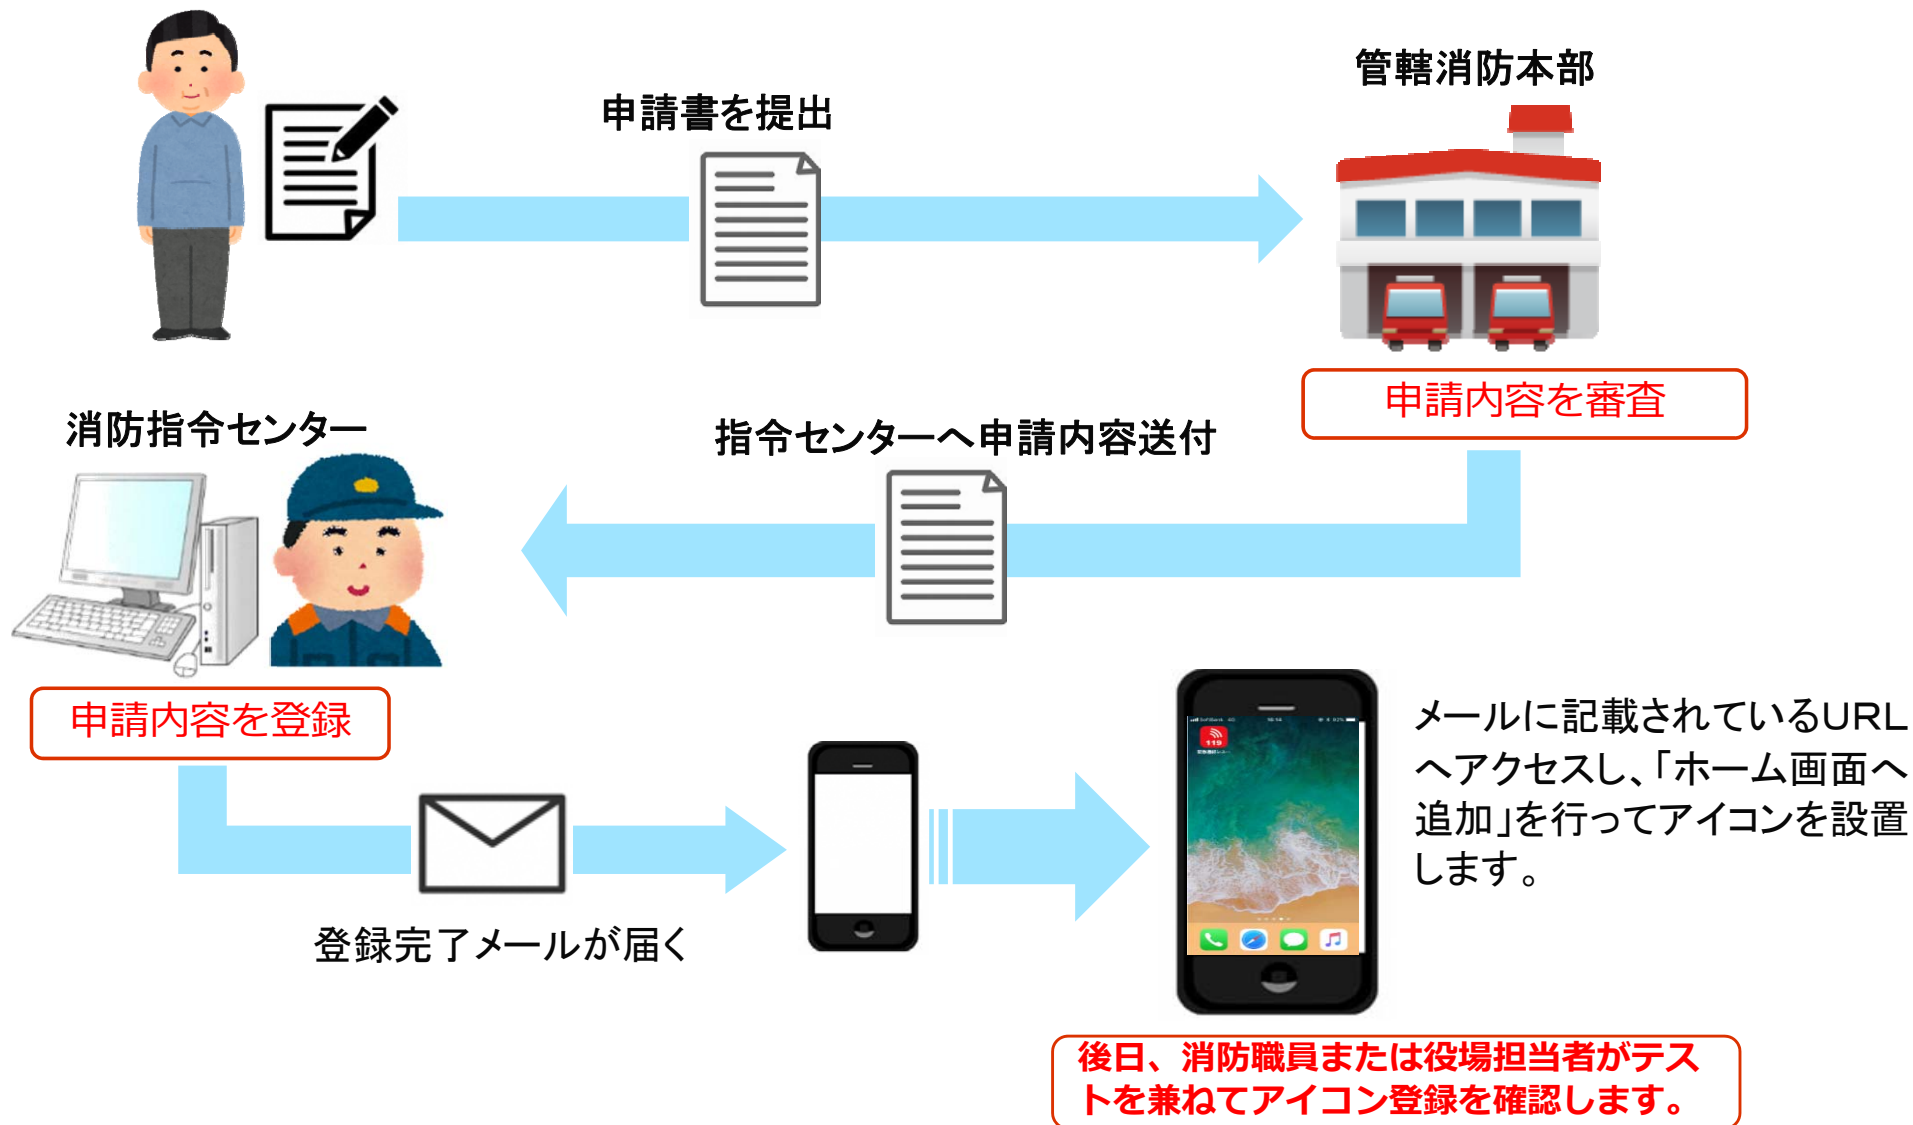 管轄消防本部
申請書を提出
申請内容を審査
消防指令センター
指令センターへ申請内容送付
申請内容を登録
119
メールに記載されているURL
へアクセスし、「ホーム画面へ
追加」を行ってアイコンを設置
します。
登録完了メールが届く
後日、消防職員または役場担当者がテス
トを兼ねてアイコン登録を確認します。